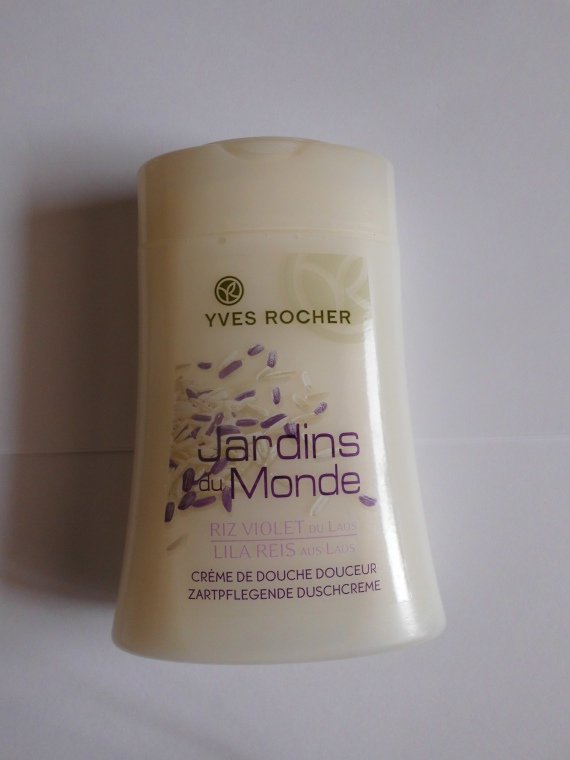 YVES ROCHER
Jardins
du Monde
RIZ VIOLET DU LAOS
LILA REIS AUS LAOS
CRÈME DE DOUCHE DOUCEUR
ZARTPFLEGENDE DUSCHCREME